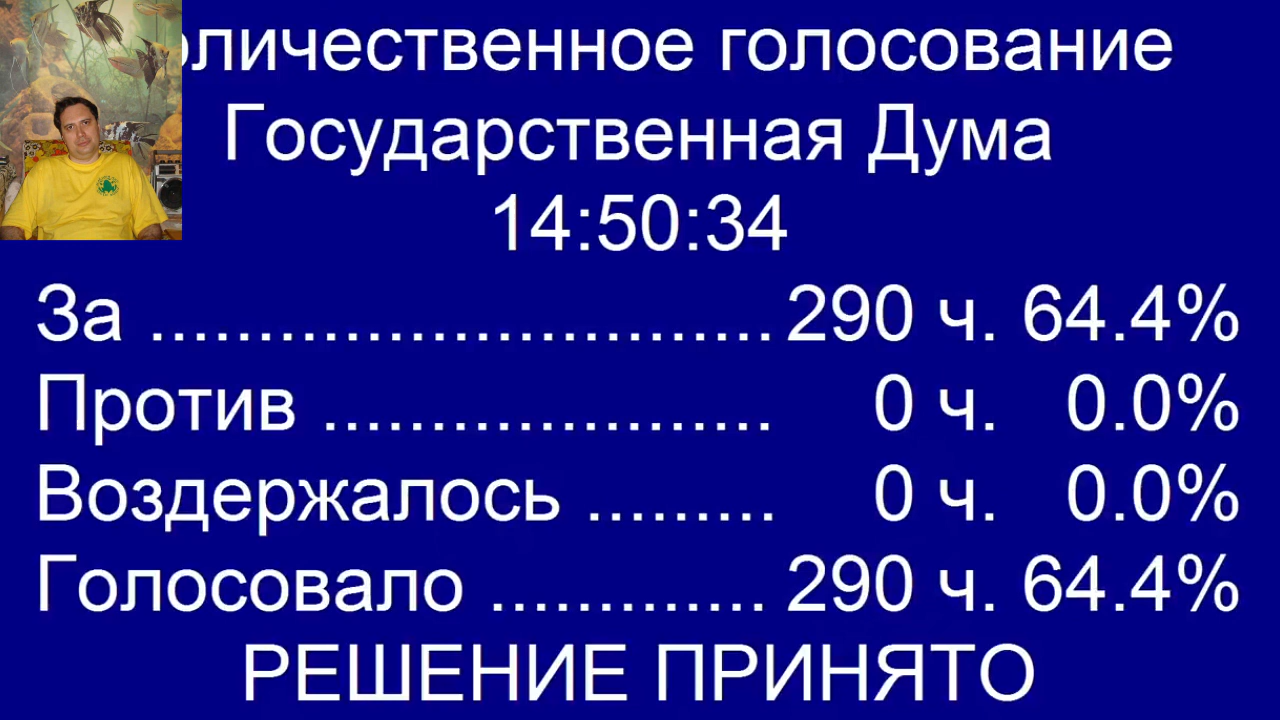 оличественное голосование
Государственная Дума
14:50:34
За ............................. 290 ч. 64.4%
Против ..................... 0 ч. 0.0%
Воздержалось ......... 0 ч. 0.0%
Голосовало ............. 290 ч. 64.4%
РЕШЕНИЕ ПРИНЯТО